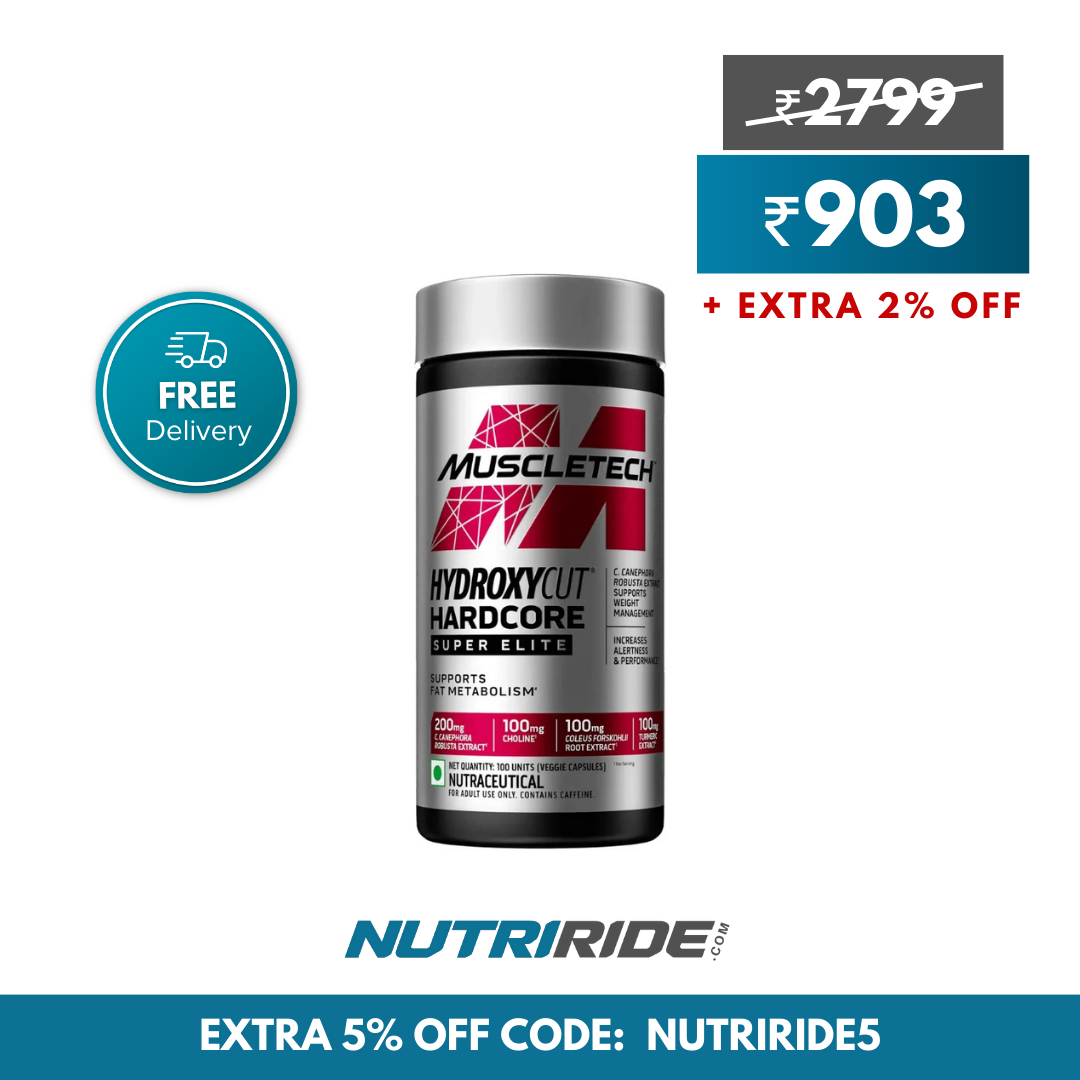 ₹2799
₹903
+ EXTRA 2% OFF
FREE
Delivery
MUSCLETECH™
HYDROXYCUT®
HARDCORE
SUPER ELITE
C. CANEPHORA
ROBUSTA EXTRACT
SUPPORTS
WEIGHT
MANAGEMENT
INCREASES
ALERTNESS
& PERFORMANCE
SUPPORTS
FAT METABOLISM
200mg
C. CANEPHORA
ROBUSTA EXTRACT
100mg
CHOLINE
100mg
COLEUS FORSKOHLII
ROOT EXTRACT
100mg
TURMERIC
EXTRACT
NET QUANTITY: 100 UNITS (VEGGIE CAPSULES)
NUTRACEUTICAL
FOR ADULT USE ONLY. CONTAINS CAFFEINE.
NUTRIRIDE.COM
EXTRA 5% OFF CODE: NUTRIRIDE5